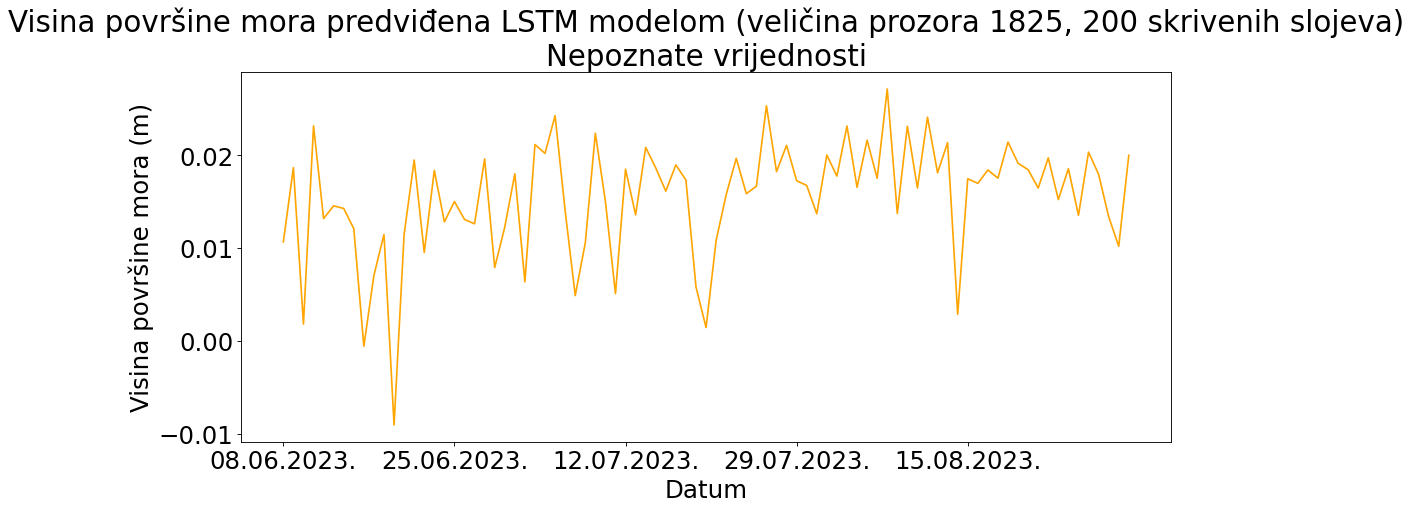 Visina površine mora predviđena LSTM modelom (veličina prozora 1825, 200 skrivenih slojeva)
Nepoznate vrijednosti
Visina površine mora (m)
0.02
0.01
0.00
−0.01
08.06.2023. 25.06.2023. 12.07.2023. 29.07.2023. 15.08.2023.
Datum